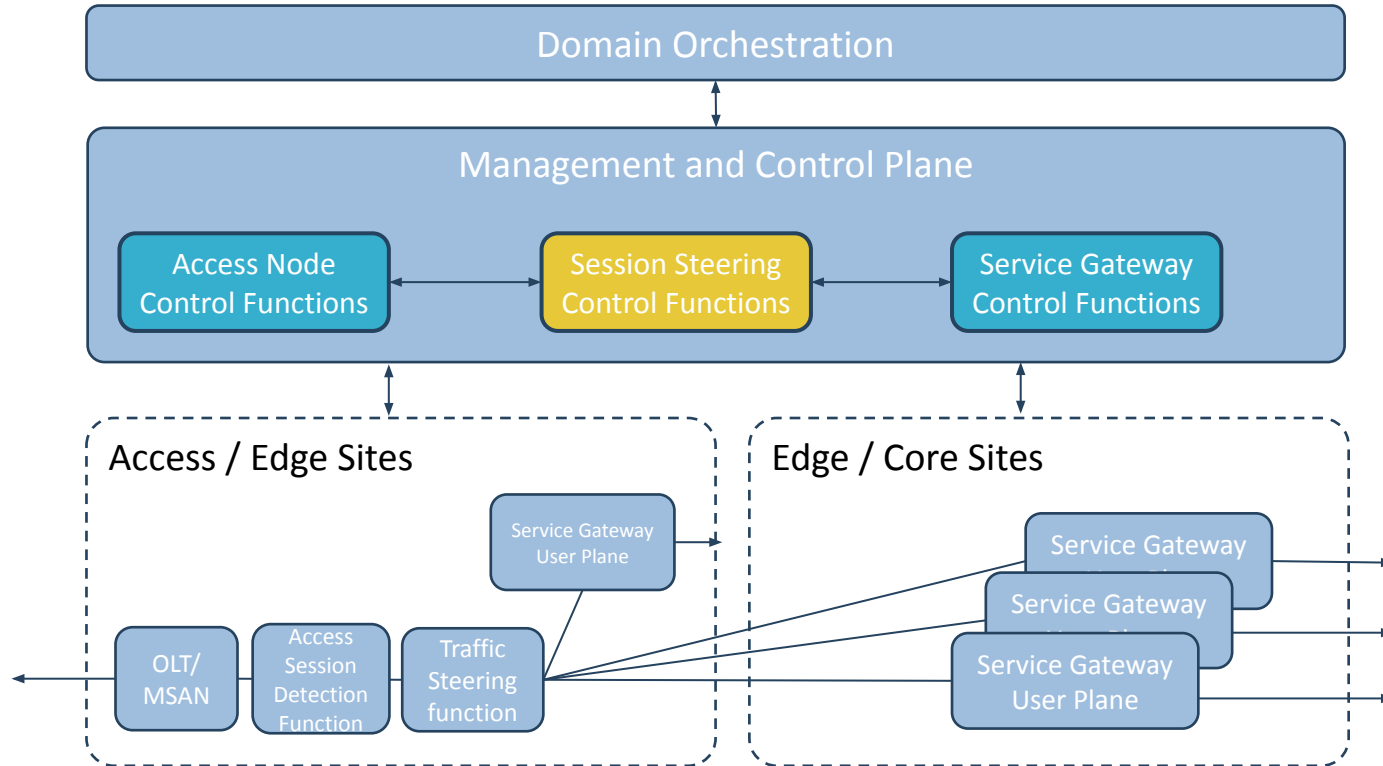 Domain Orchestration
Management and Control Plane
Access Node
Control Functions
Session Steering
Control Functions
Service Gateway
Control Functions
Access / Edge Sites
Edge / Core Sites
Service Gateway
User Plane
Service Gateway
Service Gateway
Service Gateway
User Plane
OLT/
MSAN
Access
Session
Detection
Function
Traffic
Steering
function